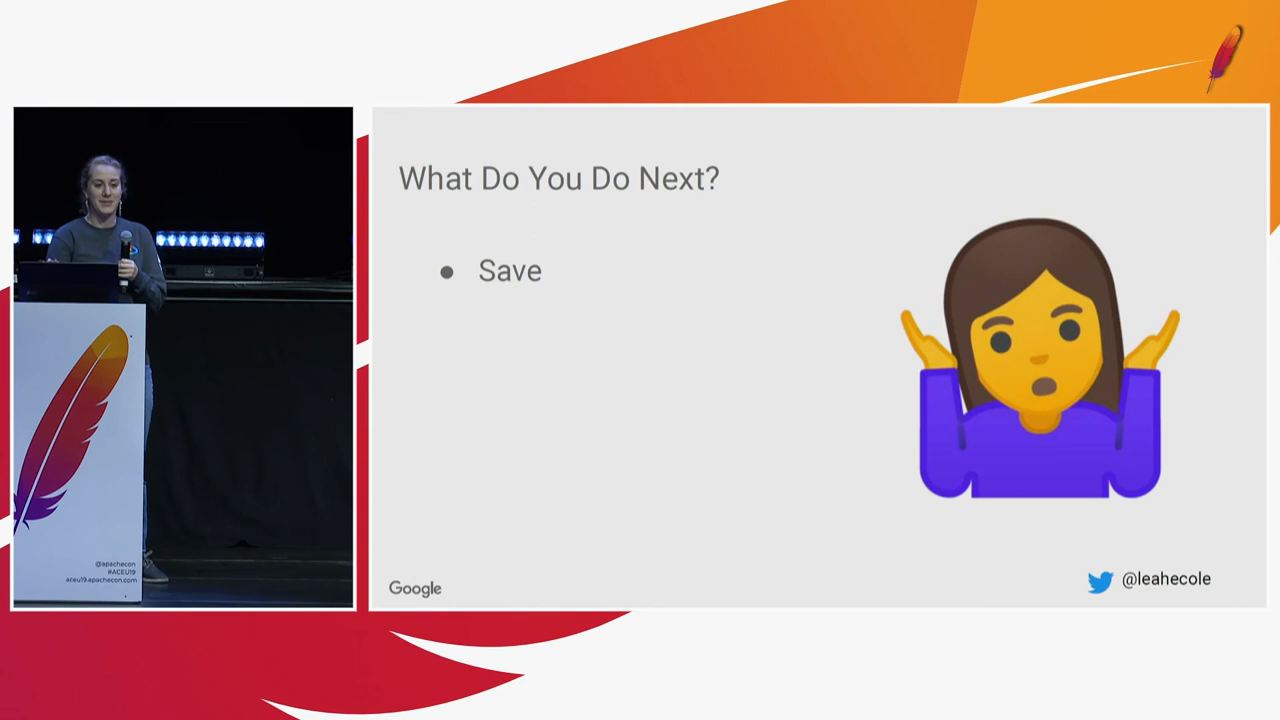 What Do You Do Next?
● Save
Google
@leahecole
@apachecon
#ACEU19
aceu19.apachecon.com